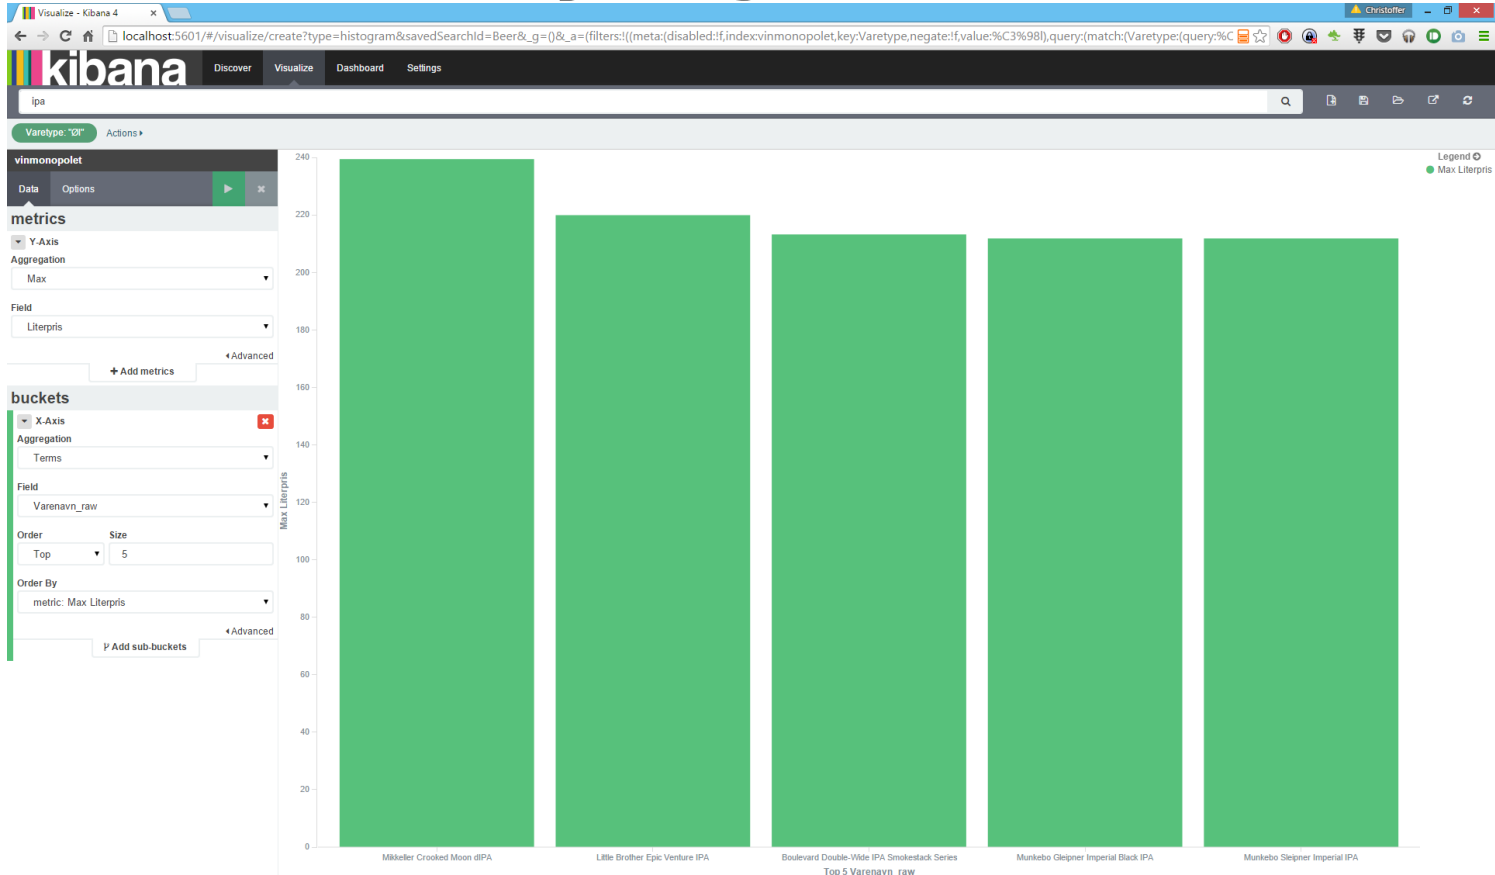 Visualize - Kibana 4
Christoffer
localhost:5601/#/visualize/create?type=histogram&savedSearchId=Beer&_g=()&_a=(filters:!((meta:(disabled:!f,index:vinmonopolet,key:Varetype,negate:!f,value:%C3%98l),query:(match:(Varetype:(query:%C
kibana
Discover
Visualize
Dashboard
Settings
ipa
Varetype: "Øl"
Actions
vinmonopolet
Data
Options
metrics
Y-Axis
Aggregation
Max
Field
Literpris
Advanced
Add metrics
buckets
X-Axis
Aggregation
Terms
Field
Varenavn_raw
Order
Size
Top
5
Order By
metric: Max Literpris
Advanced
Add sub-buckets
Legend
Max Literpris
240
220
200
180
160
140
120
100
80
60
40
20
0
Max Literpris
Mikkeller Crooked Moon dIPA
Little Brother Epic Venture IPA
Boulevard Double-Wide IPA Smokestack Series
Munkebo Gleipner Imperial Black IPA
Munkebo Sleipner Imperial IPA
Top 5 Varenavn_raw